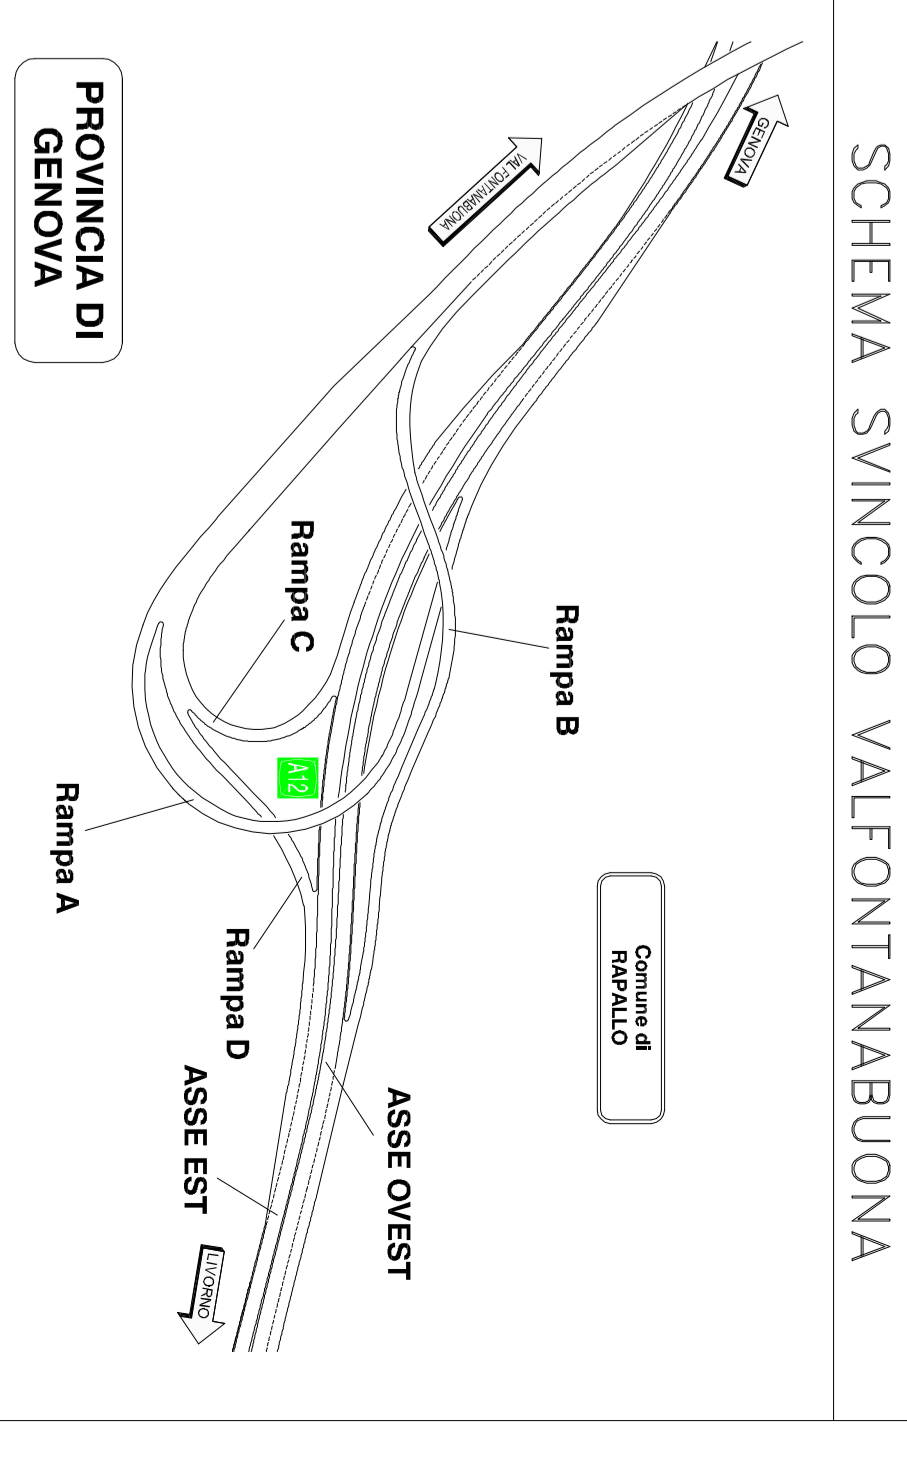 SCHEMA SVINCOLO VALFONTANABUONA
GENOVA
VAL FONTANABUONA
PROVINCIA DI
GENOVA
Rampa B
Rampa C
A12
Rampa A
Rampa D
Comune di
RAPALLO
ASSE OVEST
ASSE EST
LIVORNO